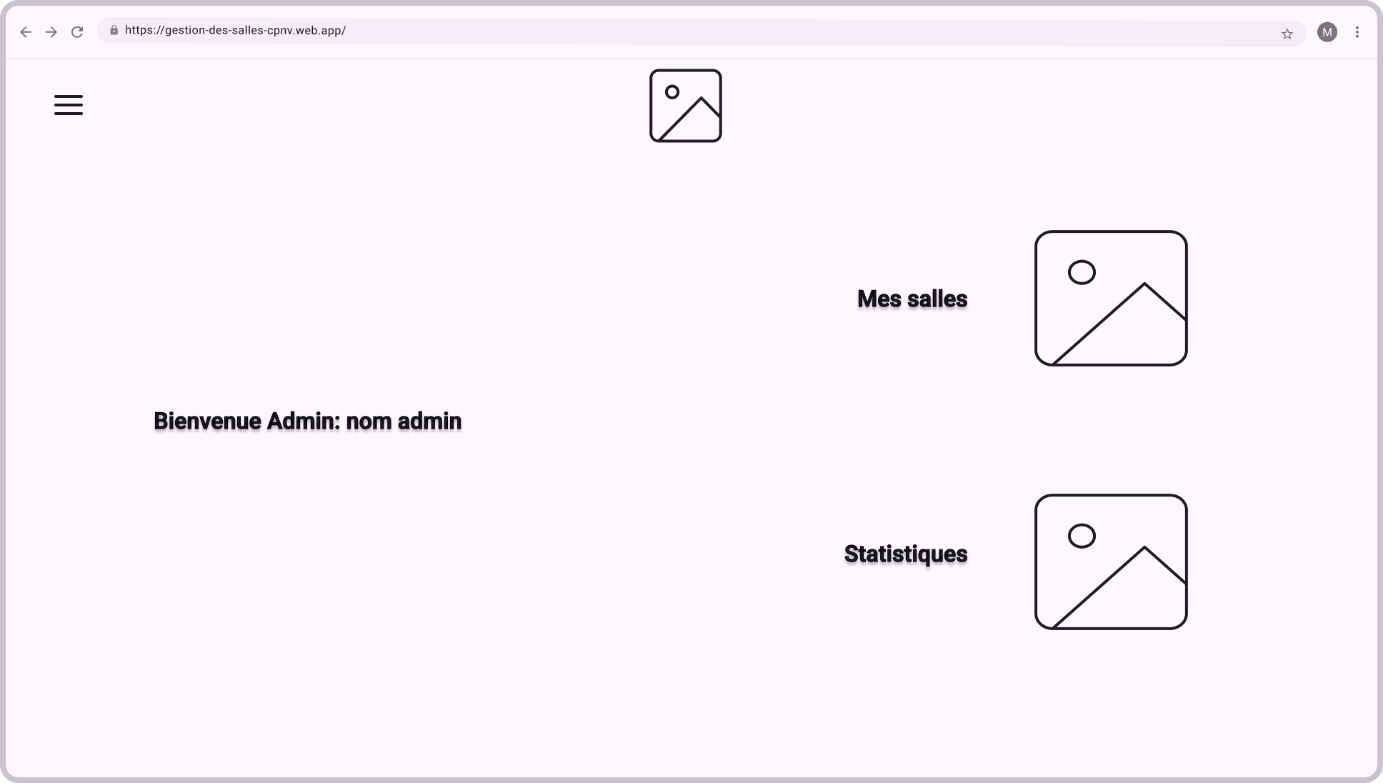 https://gestion-des-salles-cpnv.web.app/
M
Mes salles
Bienvenue Admin: nom admin
Statistiques